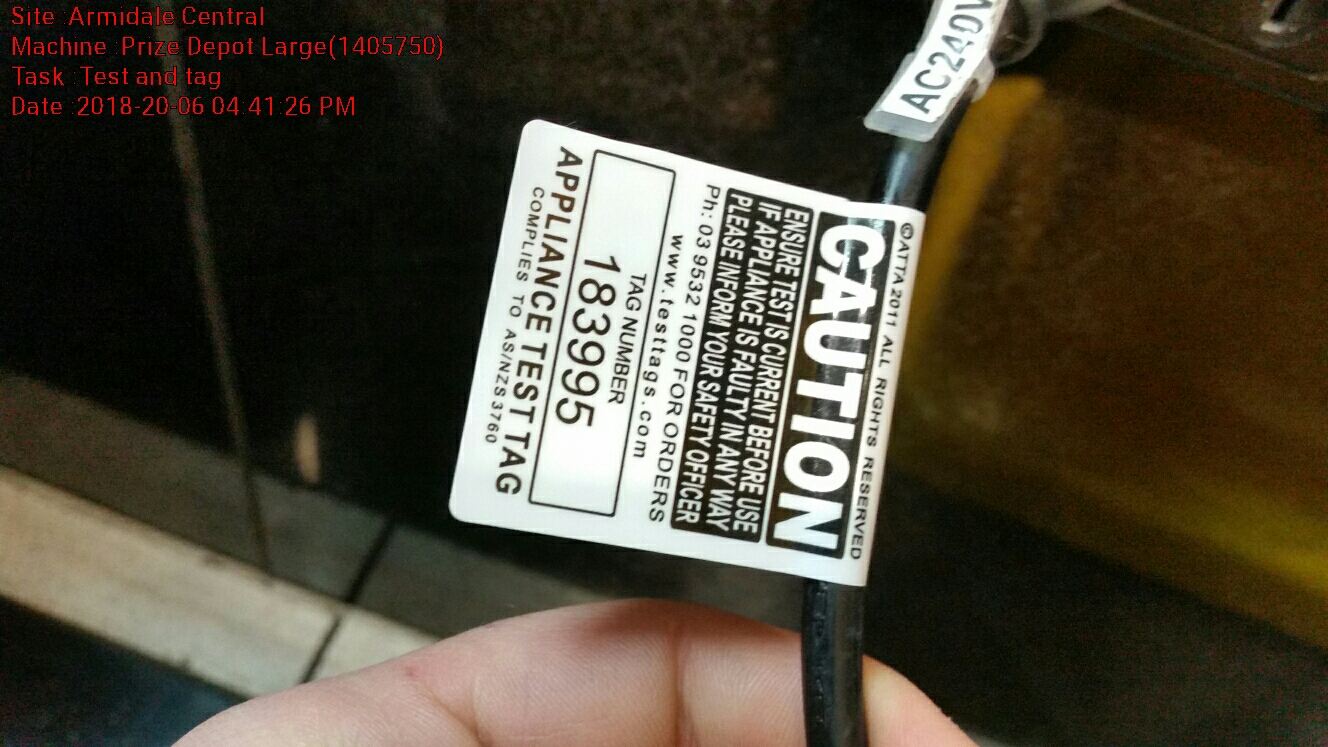 Site :Armidale Central
Machine :Prize Depot Large(1405750)
Task :Test and tag
Date :2018-20-06 04:41:26 PM
AC240V
©ATTA 2011 ALL RIGHTS RESERVED
CAUTION
ENSURE TEST IS CURRENT BEFORE USE
IF APPLIANCE IS FAULTY IN ANY WAY
PLEASE INFORM YOUR SAFETY OFFICER
Ph: 03 9532 1000 FOR ORDERS
www.testtags.com
TAG NUMBER
183995
APPLIANCE TEST TAG
COMPLIES TO AS/NZS3760